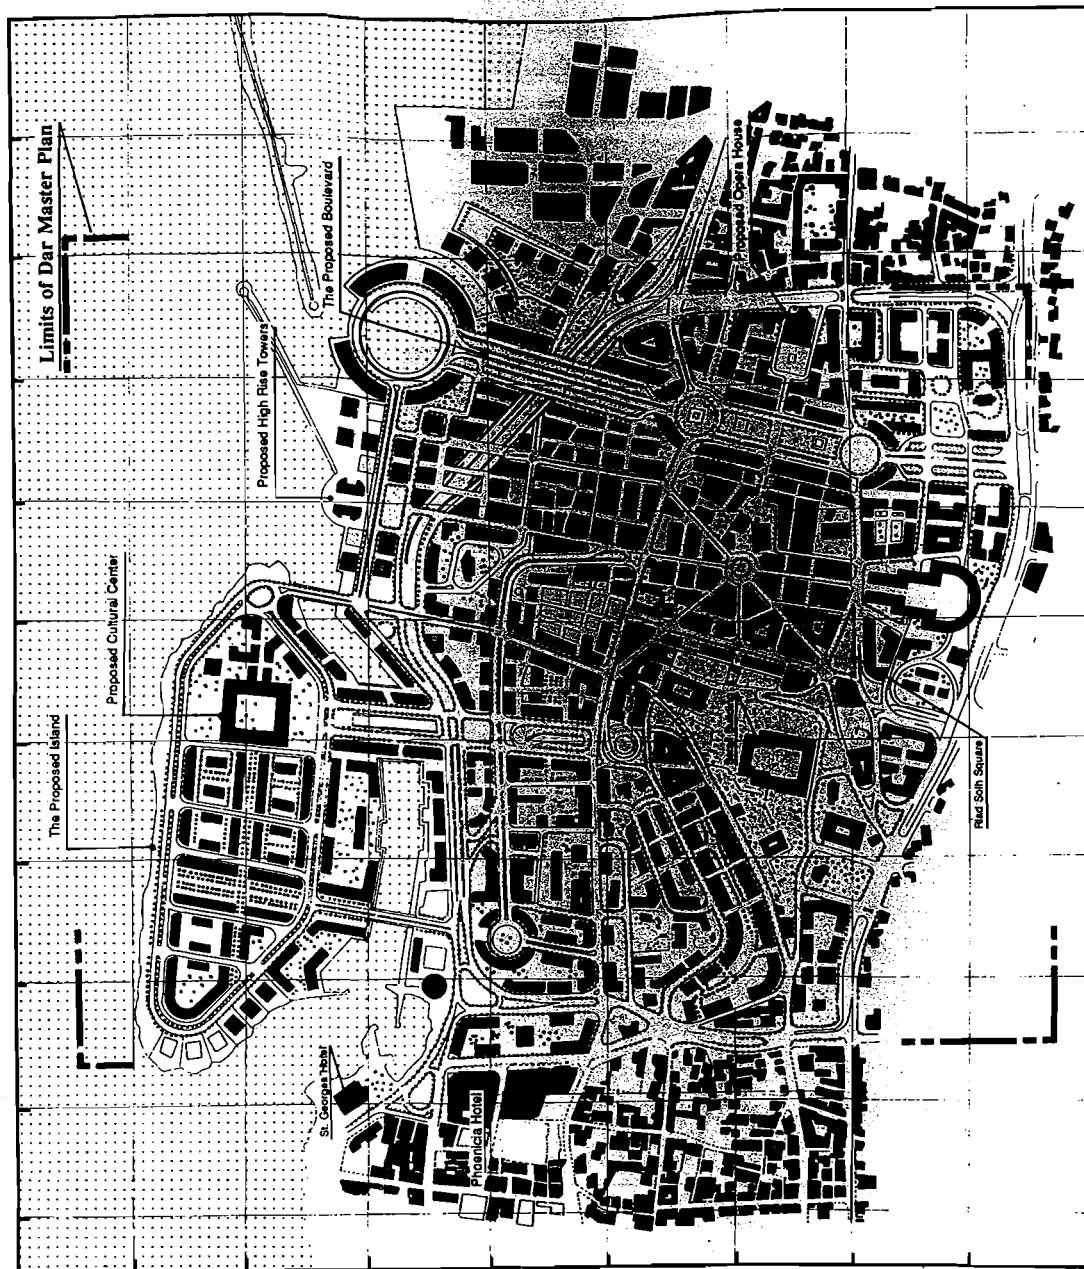 Limits of Dar Master Plan
The Proposed Boulevard
Proposed Opera House
Proposed High Rise Towers
Proposed Cultural Center
The Proposed Island
Riad Solh Square
St. Georges Hotel
Phoenicia Hotel